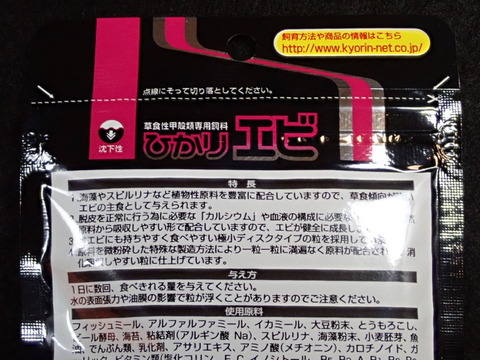 飼育方法や商品の情報はこちら
http://www.kyorin-net.co.jp/
点線にそって切り落としてください。
沈下性
草食性甲殻類専用飼料
ひかりエビ
特長
1.海藻やスピルリナなど植物性原料を豊富に配合していますので、草食傾向が
エビの主食として与えられます。
脱皮を正常に行う為に必要な「カルシウム」や血液の構成に必要な
原料から吸収しやすい形で配合していますので、エビが健全に成長し
3. エビにも持ちやすく食べやすい極小ディスクタイプの粒を採用してい
原料を微粉砕した特殊な製造方法により一粒一粒に満遍なく原料が配合され
しやすい粒に仕上げています。
与え方
1日に数回、食べきれる量を与えてください。
水の表面張力や油膜の影響で粒が浮くことがありますのでご注意ください。
使用原料
フィッシュミール、アルファルファミール、イカミール、大豆粉末、とうもろこし、
ール酵母、海苔、粘結剤(アルギン酸Na)、スピルリナ、海藻粉末、小麦胚芽、魚
油、でんぷん類、乳化剤、アサリエキス、アミノ酸(メチオニン)、カロチノイド、ガ